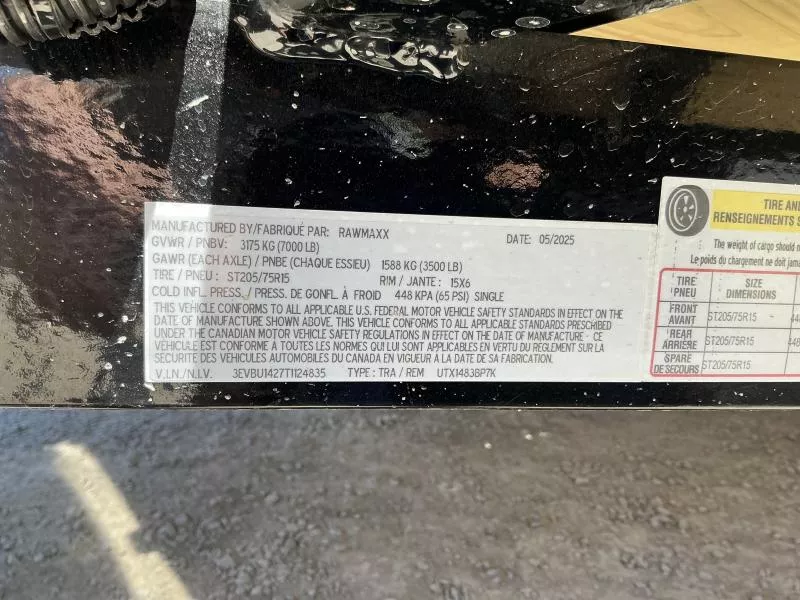 MANUFACTURED BY/FABRIQUÉ PAR: RAWMAXX DATE: 05/2025
GVWR / PNBV: 3175 KG (7000 LB)
GAWR (EACH AXLE) / PNBE (CHAQUE ESSIEU) 1588 KG (3500 LB)
TIRE / PNEU : ST205/75R15 RIM / JANTE : 15X6
COLD INFL. PRESS./ PRESS. DE GONFL. À FROID 448 KPA (65 PSI) SINGLE
THIS VEHICLE CONFORMS TO ALL APPLICABLE U.S. FEDERAL MOTOR VEHICLE SAFETY STANDARDS IN EFFECT ON THE
DATE OF MANUFACTURE SHOWN ABOVE. THIS VEHICLE CONFORMS TO ALL APPLICABLE STANDARDS PRESCRIBED
UNDER THE CANADIAN MOTOR VEHICLE SAFETY REGULATIONS IN EFFECT ON THE DATE OF MANUFACTURE - CE
VÉHICULE EST CONFORME À TOUTES LES NORMES QUI LUI SONT APPLICABLES EN VERTU DU RÈGLEMENT SUR LA
SÉCURITÉ DES VÉHICULES AUTOMOBILES DU CANADA EN VIGUEUR À LA DATE DE SA FABRICATION.
V.I.N./N.I.V. 3EVBU1427T1124835 TYPE : TRA / REM UTX1483BP7K
TIRE AND
RENSEIGNEMENTS S
The weight of cargo should n
Le poids du chargement ne doit jama
TIRE PNEU SIZE DIMENSIONS
FRONT AVANT ST205/75R15 44
REAR ARRIÈRE ST205/75R15 448
SPARE DE SECOURS ST205/75R15